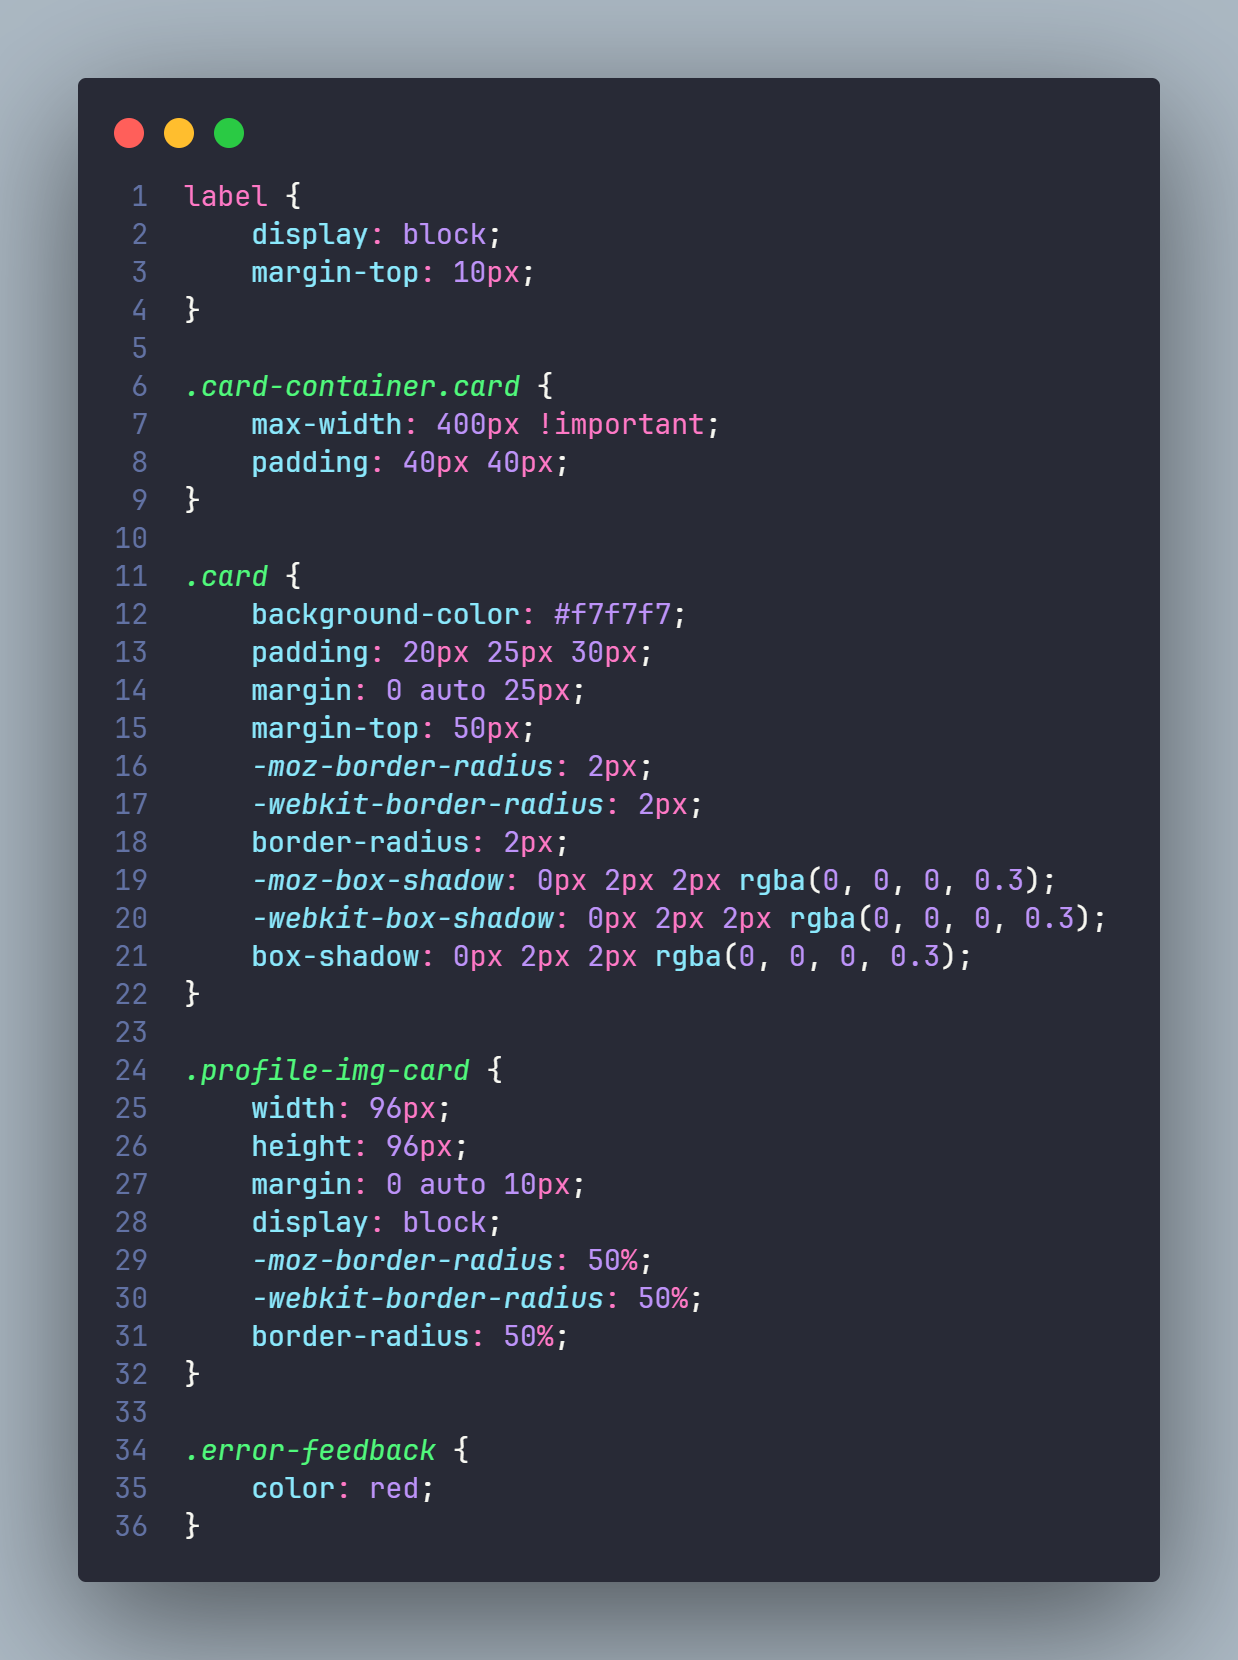 1 label {
2     display: block;
3     margin-top: 10px;
4 }
5
6 .card-container.card {
7     max-width: 400px !important;
8     padding: 40px 40px;
9 }
10
11 .card {
12     background-color: #f7f7f7;
13     padding: 20px 25px 30px;
14     margin: 0 auto 25px;
15     margin-top: 50px;
16     -moz-border-radius: 2px;
17     -webkit-border-radius: 2px;
18     border-radius: 2px;
19     -moz-box-shadow: 0px 2px 2px rgba(0, 0, 0, 0.3);
20     -webkit-box-shadow: 0px 2px 2px rgba(0, 0, 0, 0.3);
21     box-shadow: 0px 2px 2px rgba(0, 0, 0, 0.3);
22 }
23
24 .profile-img-card {
25     width: 96px;
26     height: 96px;
27     margin: 0 auto 10px;
28     display: block;
29     -moz-border-radius: 50%;
30     -webkit-border-radius: 50%;
31     border-radius: 50%;
32 }
33
34 .error-feedback {
35     color: red;
36 }